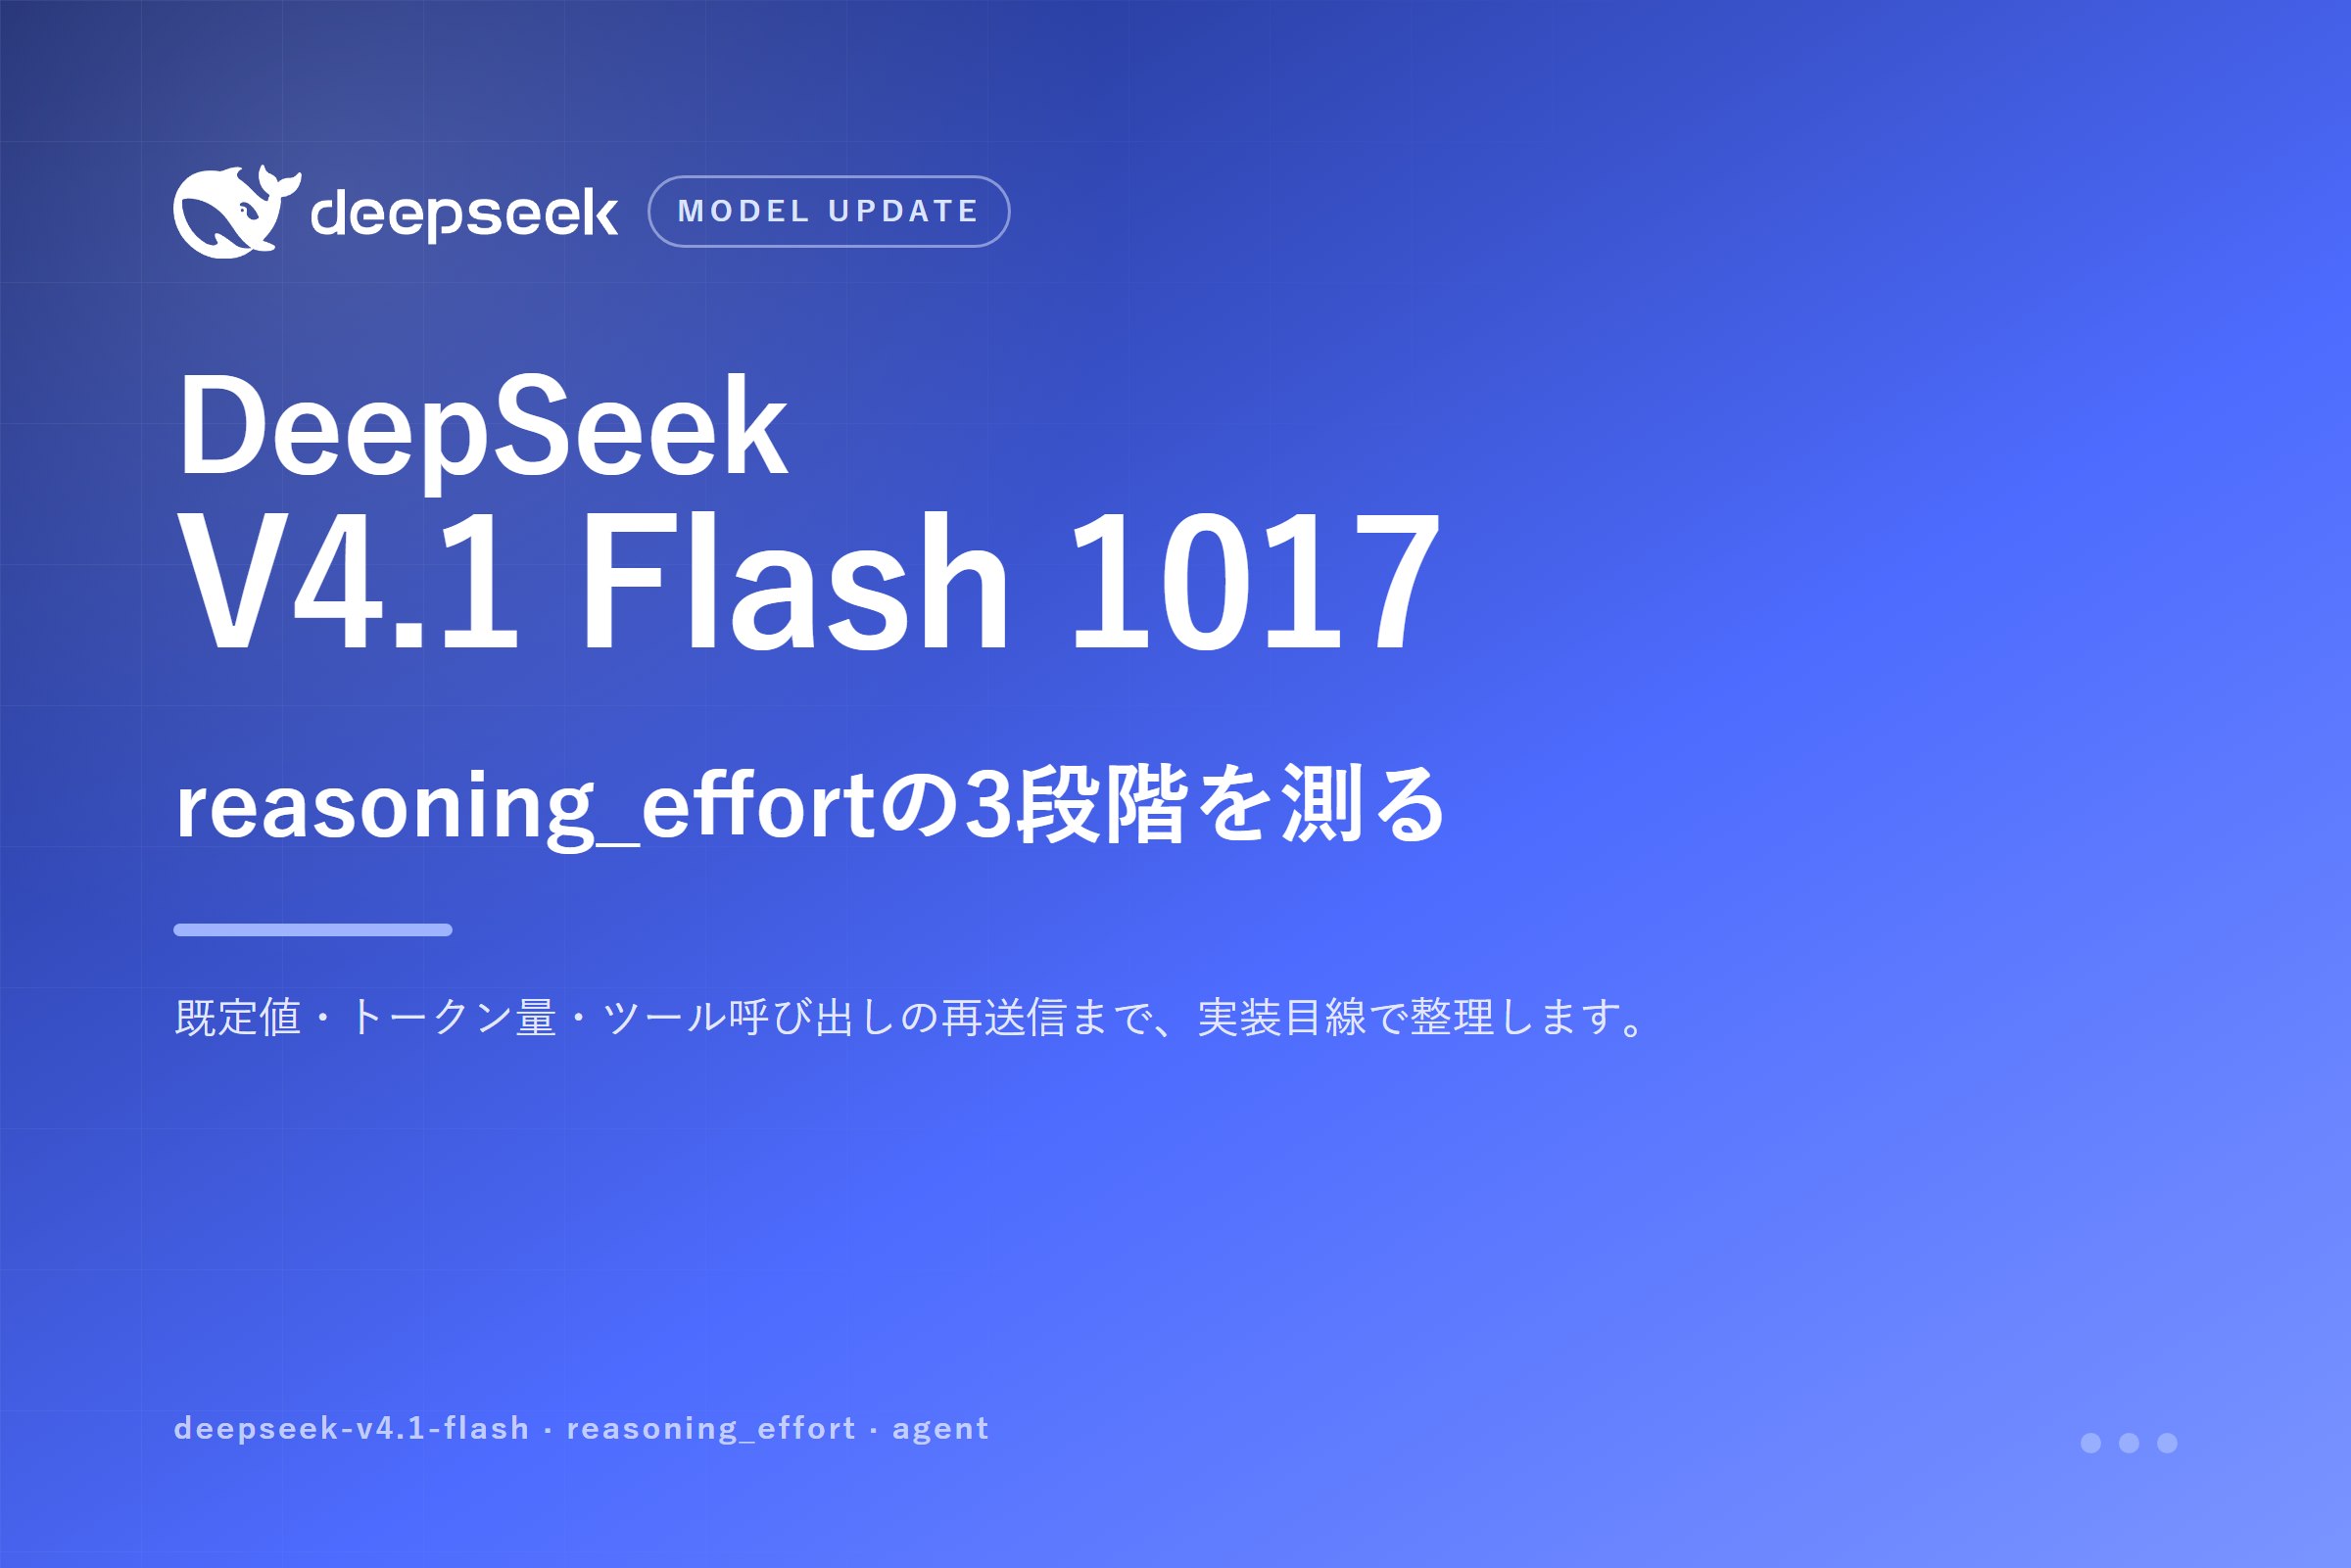 deepseek
MODEL UPDATE
DeepSeek
V4.1 Flash 1017
reasoning_effortの3段階を測る
既定値・トークン量・ツール呼び出しの再送信まで、実装目線で整理します。
deepseek-v4.1-flash · reasoning_effort · agent